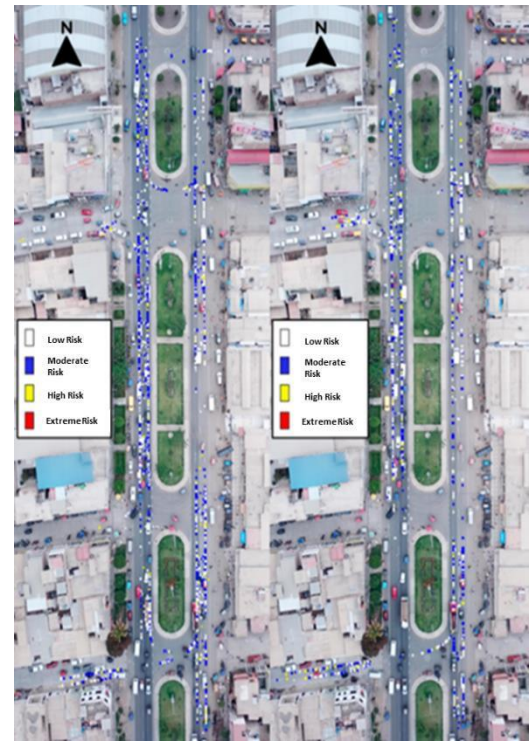 N
Low Risk
Moderate
Risk
High Risk
Extreme Risk
N
Low Risk
Moderate
Risk
High Risk
Extreme Risk